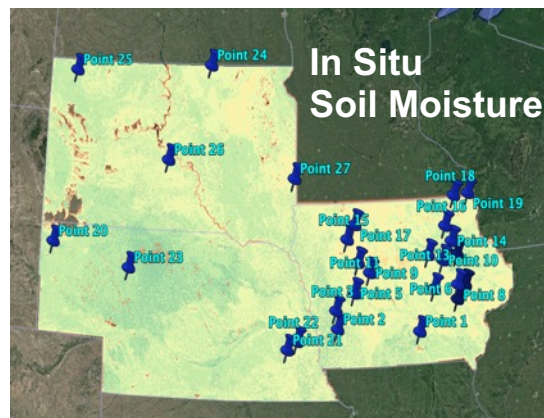 Point 25
Point 24
In Situ
Soil Moisture
Point 26
Point 27
Point 18
Point 19
Point 16
Point 15
Point 17
Point 14
Point 20
Point 23
Point 13
Point 10
Point 11
Point 9
Point 6
Point 8
Point 3
Point 5
Point 22
Point 2
Point 1
Point 21